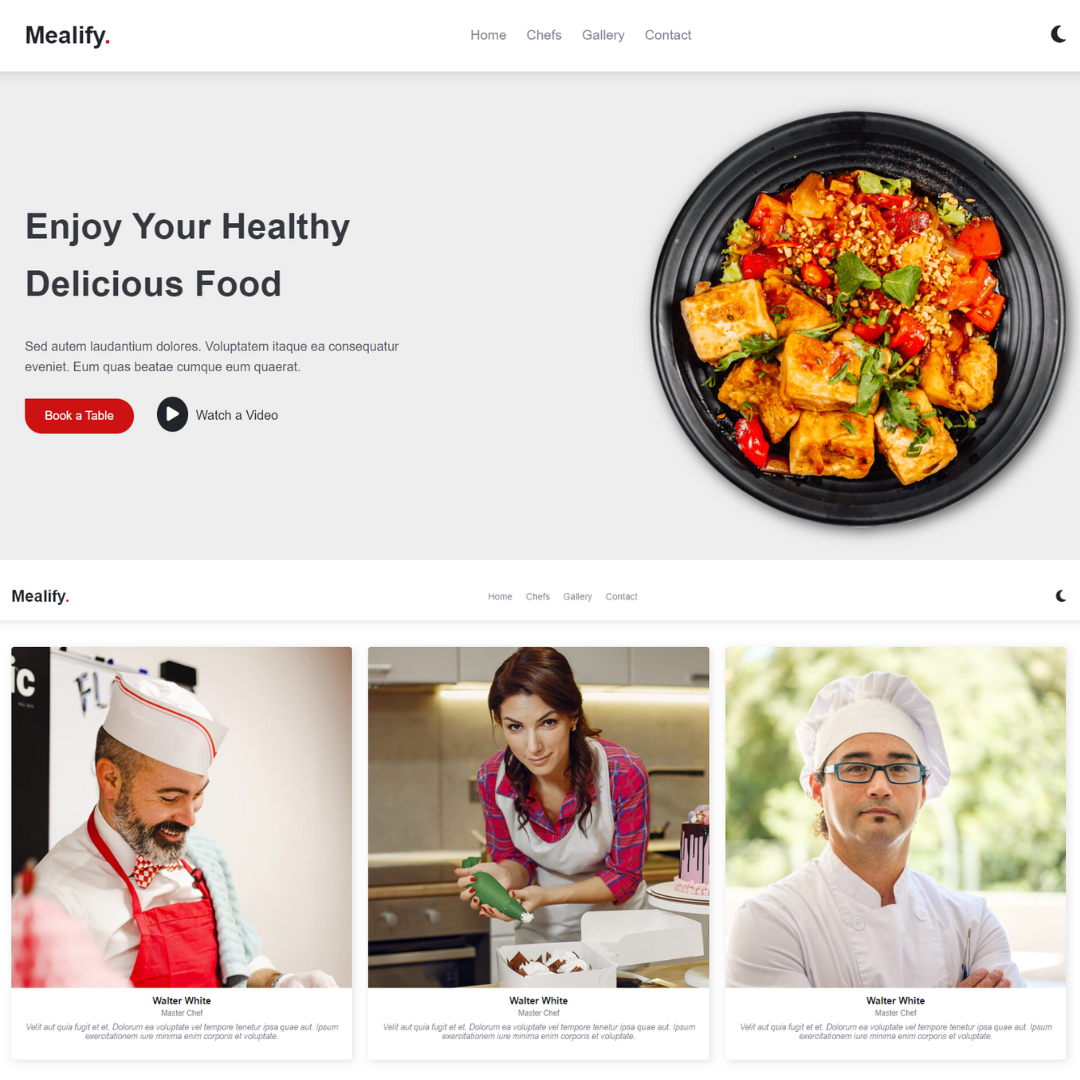 Mealify.
Home Chefs Gallery Contact
Enjoy Your Healthy
Delicious Food
Sed autem laudantium dolores. Voluptatem itaque ea consequatur
eveniet. Eum quas beatae cumque eum quaerat.
Book a Table
Watch a Video
Mealify.
Home Chefs Gallery Contact
ic
FL
Walter White
Master Chef
Velit aut quia fugit et et. Dolorum ea voluptate vel tempore tenetur ipsa quae aut. Ipsum
exercitationem iure minima enim corporis et voluptate.
Walter White
Master Chef
Velit aut quia fugit et et. Dolorum ea voluptate vel tempore tenetur ipsa quae aut. Ipsum
exercitationem iure minima enim corporis et voluptate.
Walter White
Master Chef
Velit aut quia fugit et et. Dolorum ea voluptate vel tempore tenetur ipsa quae aut. Ipsum
exercitationem iure minima enim corporis et voluptate.